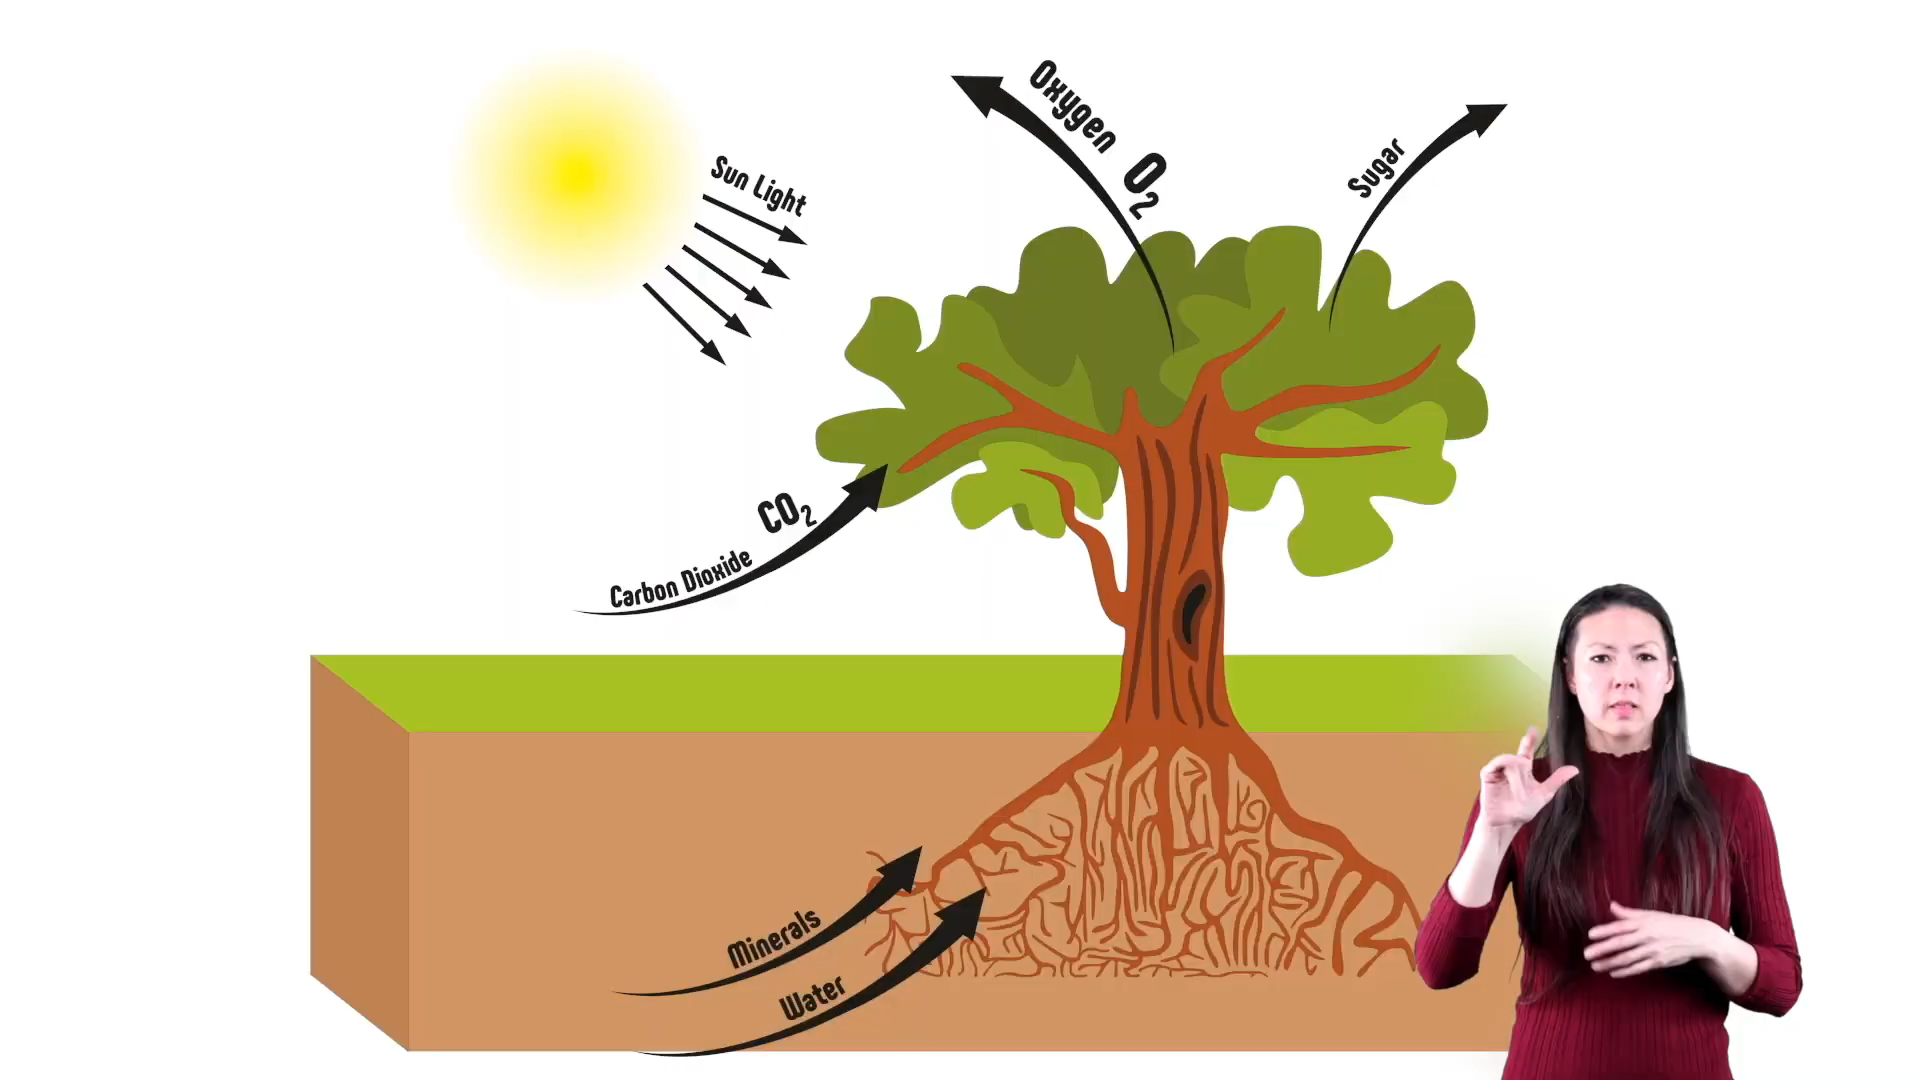 Sun Light
Oxygen O₂
Sugar
Carbon Dioxide CO₂
Minerals
Water